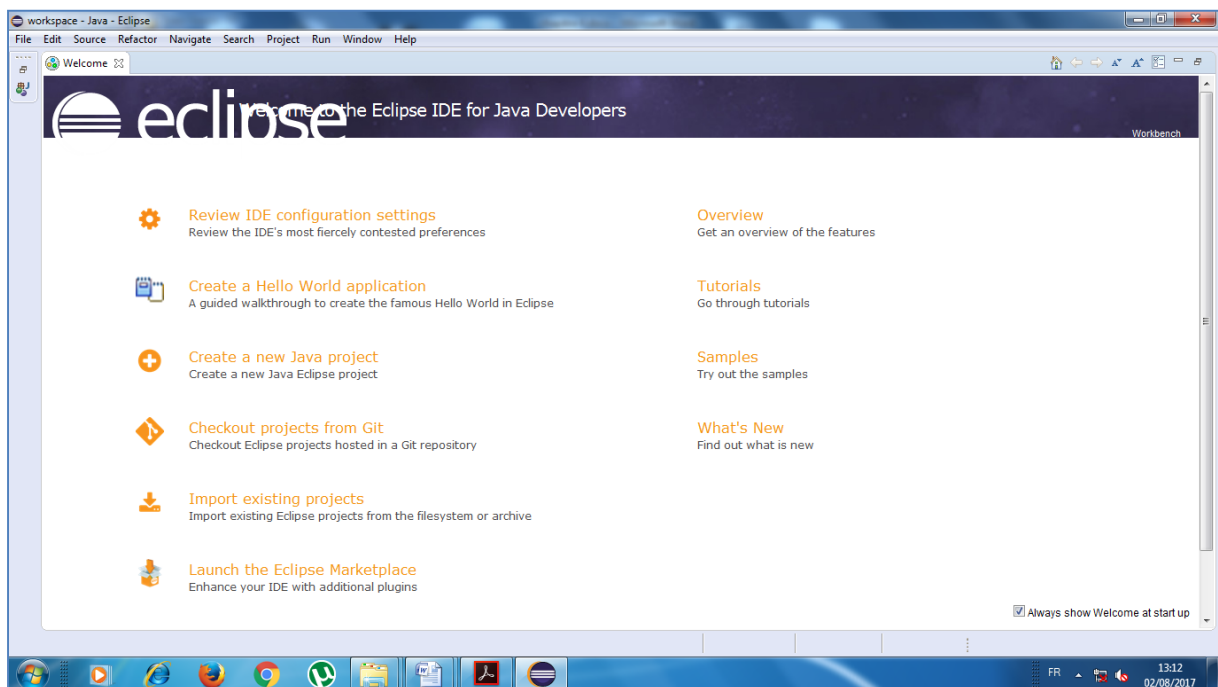 workspace - Java - Eclipse
File Edit Source Refactor Navigate Search Project Run Window Help
Welcome
eclipse
Welcome to the Eclipse IDE for Java Developers
Workbench
Review IDE configuration settings
Review the IDE's most fiercely contested preferences
Overview
Get an overview of the features
Create a Hello World application
A guided walkthrough to create the famous Hello World in Eclipse
Tutorials
Go through tutorials
Create a new Java project
Create a new Java Eclipse project
Samples
Try out the samples
Checkout projects from Git
Checkout Eclipse projects hosted in a Git repository
What's New
Find out what is new
Import existing projects
Import existing Eclipse projects from the filesystem or archive
Launch the Eclipse Marketplace
Enhance your IDE with additional plugins
Always show Welcome at start up
FR
13:12
02/08/2017